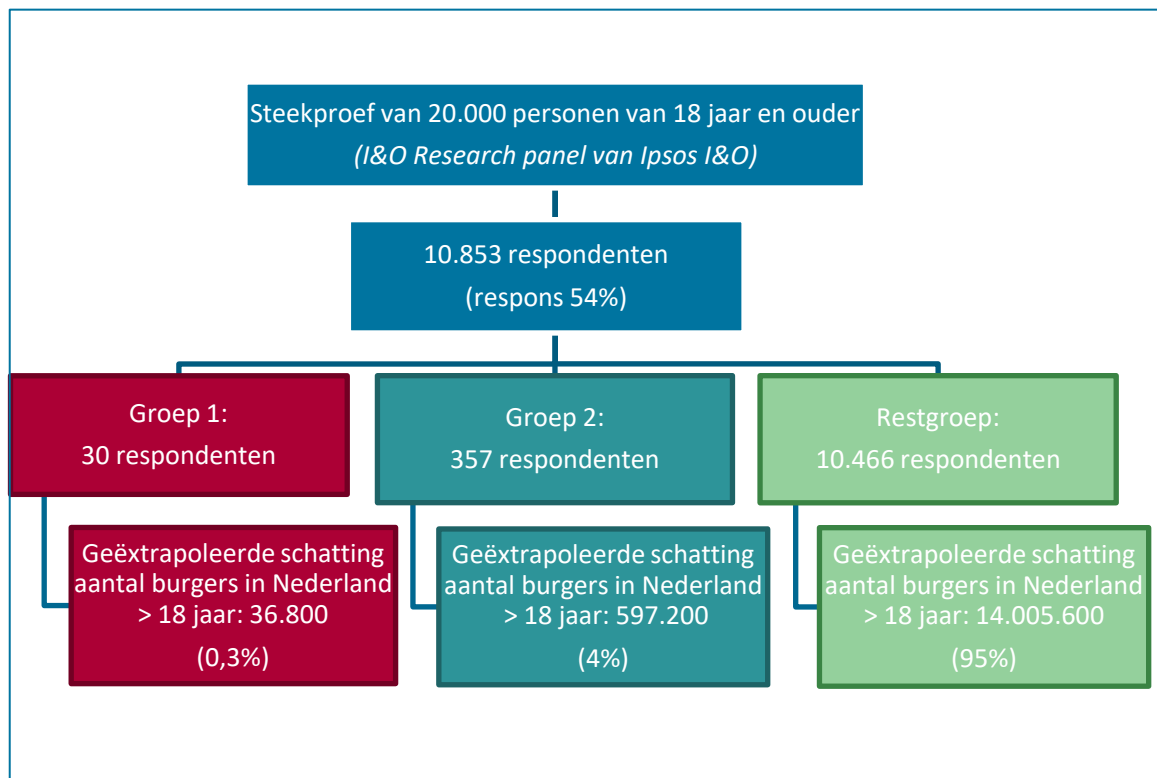 Steekproef van 20.000 personen van 18 jaar en ouder
(I&O Research panel van Ipsos I&O)
10.853 respondenten
(respons 54%)
Groep 1:
30 respondenten
Groep 2:
357 respondenten
Restgroep:
10.466 respondenten
Geëxtrapoleerde schatting
aantal burgers in Nederland
> 18 jaar: 36.800
(0,3%)
Geëxtrapoleerde schatting
aantal burgers in Nederland
> 18 jaar: 597.200
(4%)
Geëxtrapoleerde schatting
aantal burgers in Nederland
> 18 jaar: 14.005.600
(95%)